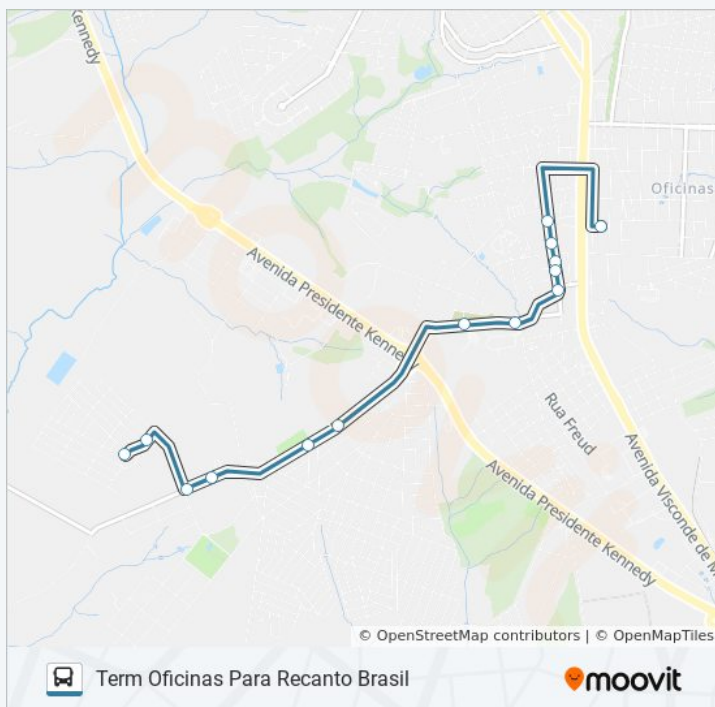 Kennedy
Oficinas
Avenida Presidente Kennedy
Rua Freud
Avenida Visconde de M
Avenida Presidente Kennedy
© OpenStreetMap contributors | © OpenMapTiles
Term Oficinas Para Recanto Brasil
moovit